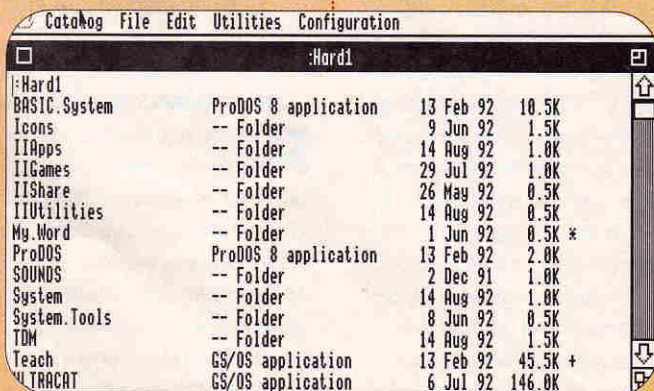 Catalog File Edit Utilities Configuration
:Hard1
:Hard1
BASIC.System ProDOS 8 application 13 Feb 92 10.5K
Icons -- Folder 9 Jun 92 1.5K
IIApps -- Folder 14 Aug 92 1.0K
IIGames -- Folder 29 Jul 92 1.0K
IIShare -- Folder 26 May 92 0.5K
IIUtilities -- Folder 14 Aug 92 0.5K
My.Word -- Folder 1 Jun 92 0.5K *
ProDOS ProDOS 8 application 13 Feb 92 2.0K
SOUNDS -- Folder 2 Dec 91 1.0K
System -- Folder 14 Aug 92 1.0K
System.Tools -- Folder 8 Jun 92 0.5K
TDM -- Folder 14 Aug 92 1.5K
Teach GS/OS application 13 Feb 92 45.5K +
ULTRACAT GS/OS application 6 Jul 92 146.0K